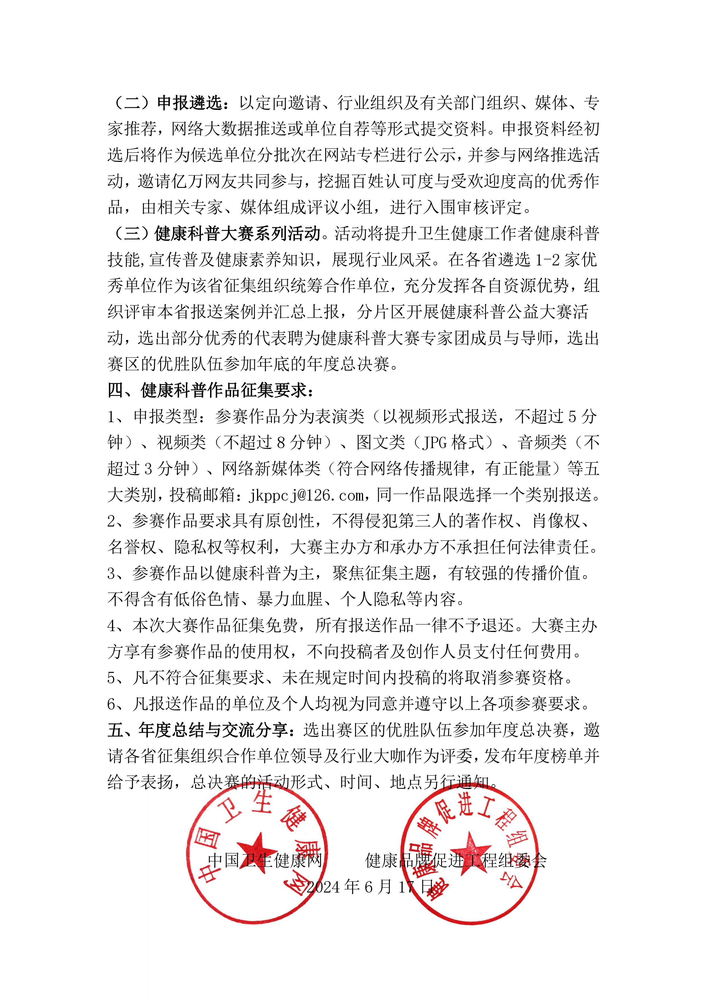 （二）申报遴选：以定向邀请、行业组织及有关部门组织、媒体、专
家推荐，网络大数据推送或单位自荐等形式提交资料。申报资料经初
选后将作为候选单位分批次在网站专栏进行公示，并参与网络推选活
动，邀请亿万网友共同参与，挖掘百姓认可度与受欢迎度高的优秀作
品，由相关专家、媒体组成评议小组，进行入围审核评定。
（三）健康科普大赛系列活动。活动将提升卫生健康工作者健康科普
技能,宣传普及健康素养知识，展现行业风采。在各省遴选1-2家优
秀单位作为该省征集组织统筹合作单位，充分发挥各自资源优势，组
织评审本省报送案例并汇总上报，分片区开展健康科普公益大赛活
动，选出部分优秀的代表聘为健康科普大赛专家团成员与导师，选出
赛区的优胜队伍参加年底的年度总决赛。
四、健康科普作品征集要求：
1、申报类型：参赛作品分为表演类（以视频形式报送，不超过5分
钟）、视频类（不超过8分钟）、图文类（JPG格式）、音频类（不
超过3分钟）、网络新媒体类（符合网络传播规律，有正能量）等五
大类别，投稿邮箱：jkppcj@126.com，同一作品限选择一个类别报送。
2、参赛作品要求具有原创性，不得侵犯第三人的著作权、肖像权、
名誉权、隐私权等权利，大赛主办方和承办方不承担任何法律责任。
3、参赛作品以健康科普为主，聚焦征集主题，有较强的传播价值。
不得含有低俗色情、暴力血腥、个人隐私等内容。
4、本次大赛作品征集免费，所有报送作品一律不予退还。大赛主办
方享有参赛作品的使用权，不向投稿者及创作人员支付任何费用。
5、凡不符合征集要求、未在规定时间内投稿的将取消参赛资格。
6、凡报送作品的单位及个人均视为同意并遵守以上各项参赛要求。
五、年度总结与交流分享：选出赛区的优胜队伍参加年度总决赛，邀
请各省征集组织合作单位领导及行业大咖作为评委，发布年度榜单并
给予表扬，总决赛的活动形式、时间、地点另行通知。
中国卫生健康网
健康品牌促进工程组委会
中国卫生健康网 健康品牌促进工程组委会
2024年6月17日